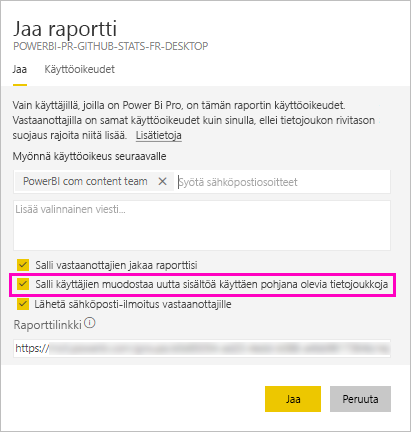 Jaa raportti
POWERBI-PR-GITHUB-STATS-FR-DESKTOP
Jaa Käyttöoikeudet
Vain käyttäjillä, joilla on Power Bi Pro, on tämän raportin käyttöoikeudet.
Vastaanottajilla on samat käyttöoikeudet kuin sinulla, ellei tietojoukon rivitason
suojaus rajoita niitä lisää. Lisätietoja
Myönnä käyttöoikeus seuraavalle
PowerBI com content team × Syötä sähköpostiosoitteet
Lisää valinnainen viesti...
Salli vastaanottajien jakaa raporttisi
Salli käyttäjien muodostaa uutta sisältöä käyttäen pohjana olevia tietojoukkoja
Lähetä sähköposti-ilmoitus vastaanottajille
Raporttilinkki
https://
Jaa Peruuta